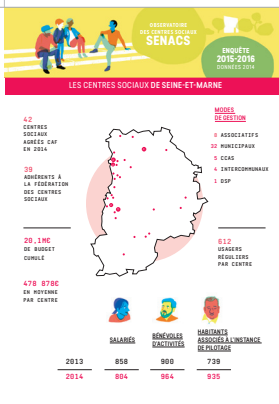 OBSERVATOIRE
DES CENTRES SOCIAUX
SENACS
ENQUÊTE
2015-2016
DONNÉES 2014
LES CENTRES SOCIAUX DE SEINE-ET-MARNE
42
CENTRES
SOCIAUX
AGRÉÉS CAF
EN 2014
39
ADHÉRENTS À
LA FÉDÉRATION
DES CENTRES
SOCIAUX
20,1M€
DE BUDGET
CUMULÉ
478 870€
EN MOYENNE
PAR CENTRE
MODES
DE GESTION
8 ASSOCIATIFS
32 MUNICIPAUX
5 CCAS
4 INTERCOMMUNAUX
1 DSP
612
USAGERS
RÉGULIERS
PAR CENTRE
SALARIÉS
BÉNÉVOLES
D'ACTIVITÉS
HABITANTS
ASSOCIÉS À L'INSTANCE
DE PILOTAGE
2013 858 900 739
2014 804 964 935